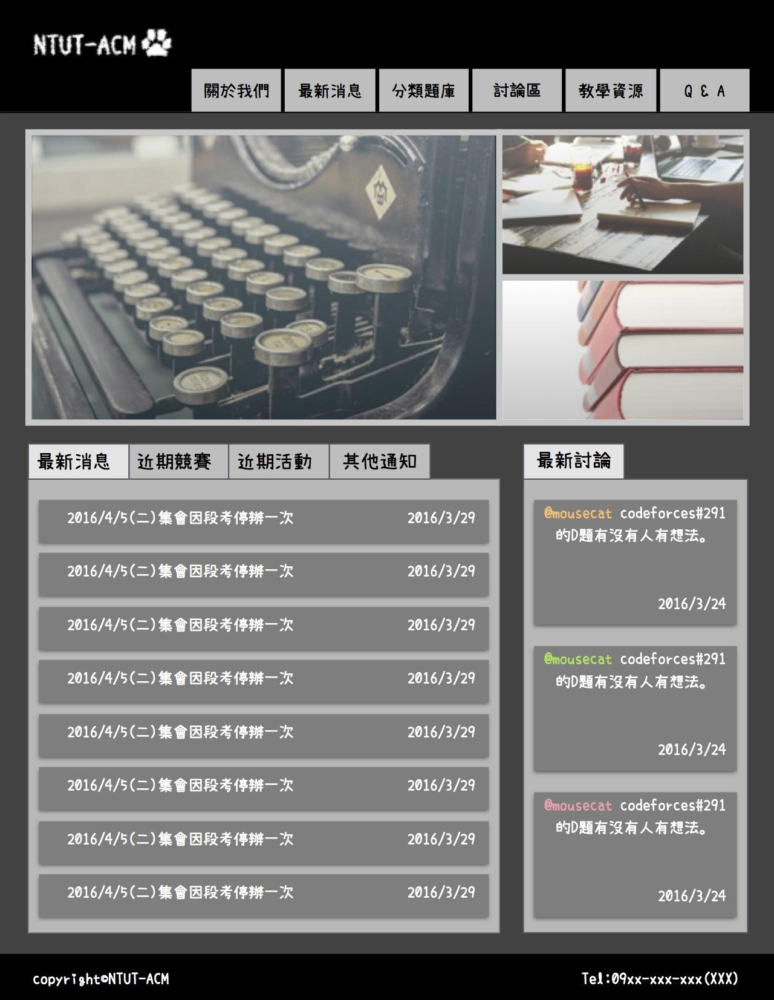 NTUT-ACM
關於我們
最新消息
分類題庫
討論區
教學資源
Q & A
最新消息
近期競賽
近期活動
其他通知
2016/4/5(二)集會因段考停辦一次 2016/3/29
2016/4/5(二)集會因段考停辦一次 2016/3/29
2016/4/5(二)集會因段考停辦一次 2016/3/29
2016/4/5(二)集會因段考停辦一次 2016/3/29
2016/4/5(二)集會因段考停辦一次 2016/3/29
2016/4/5(二)集會因段考停辦一次 2016/3/29
2016/4/5(二)集會因段考停辦一次 2016/3/29
2016/4/5(二)集會因段考停辦一次 2016/3/29
最新討論
@mousecat codeforces#291
的D題有沒有人有想法。
2016/3/24
@mousecat codeforces#291
的D題有沒有人有想法。
2016/3/24
@mousecat codeforces#291
的D題有沒有人有想法。
2016/3/24
copyright©NTUT-ACM
Tel:09xx-xxx-xxx(XXX)